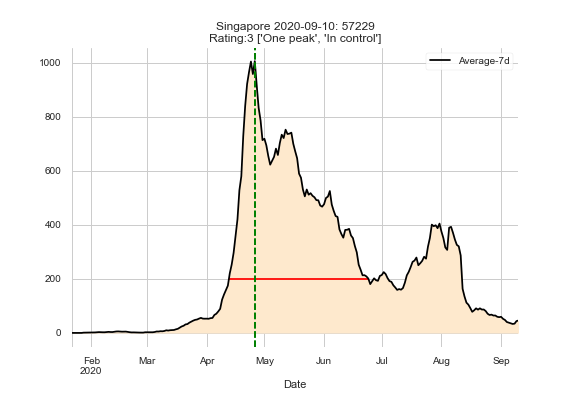 Singapore 2020-09-10: 57229
Rating:3 ['One peak', 'In control']
Average-7d
1000
800
600
400
200
0
Feb Mar Apr May Jun Jul Aug Sep
2020
Date